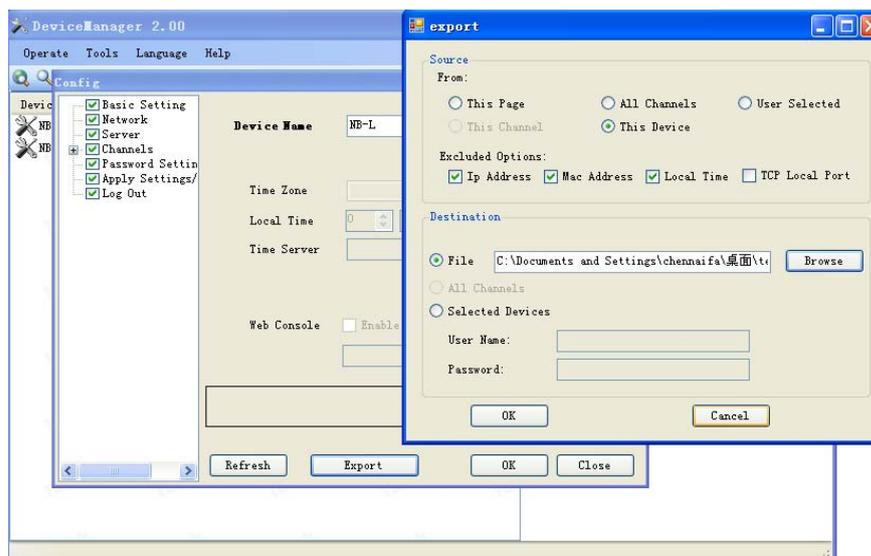 DeviceManager 2.00
Operate Tools Language Help
Config
NB
NB
Basic Setting
Network
Server
Channels
Password Settin
Apply Settings/
Log Out
Device Name NB-L
Time Zone
Local Time 0
Time Server
Web Console Enable
Refresh Export OK Close
export
Source
From:
This Page All Channels User Selected
This Channel This Device
Excluded Options:
Ip Address Mac Address Local Time TCP Local Port
Destination
File C:\Documents and Settings\chennaifa\桌面\te Browse
All Channels
Selected Devices
User Name:
Password:
OK Cancel